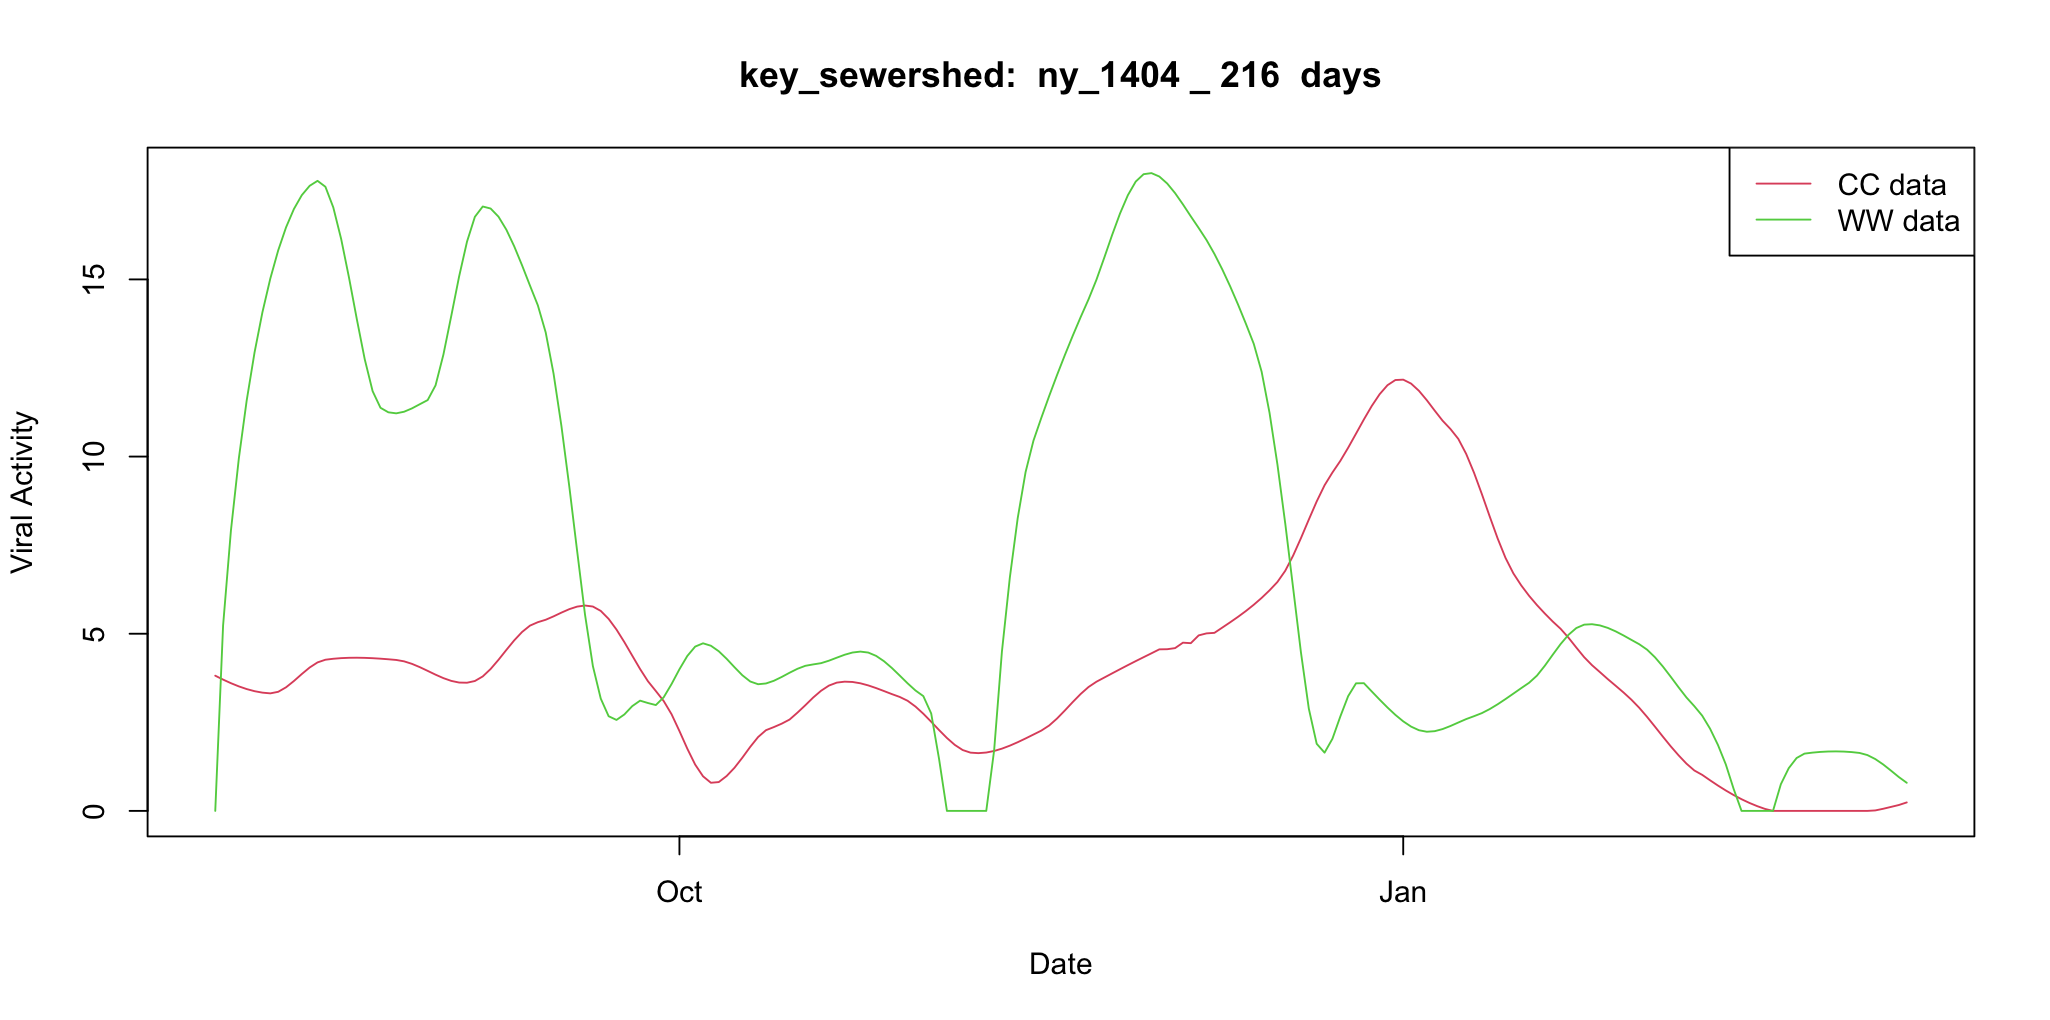 key_sewershed: ny_1404 _ 216 days
CC data
WW data
Viral Activity
15
10
5
0
Oct
Jan
Date